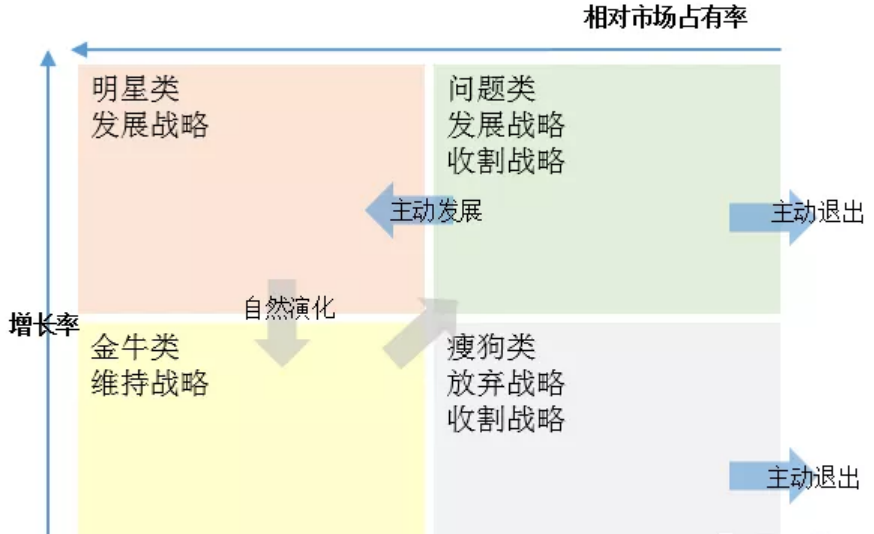 相对市场占有率
明星类
发展战略
问题类
发展战略
收割战略
主动发展
主动退出
自然演化
增长率
金牛类
维持战略
瘦狗类
放弃战略
收割战略
主动退出